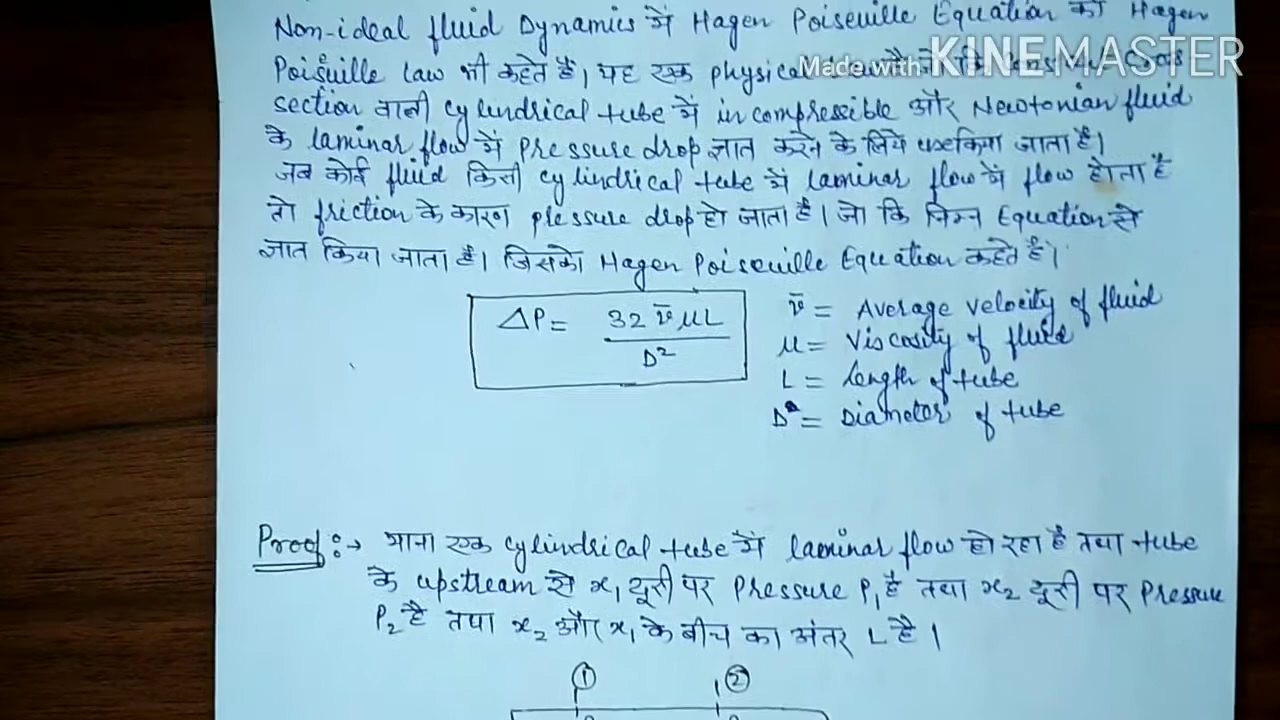 Non-ideal fluid Dynamics में Hagen Poiseuille Equation को Hagen
Made with KINEMASTER
Poiseuille law भी कहते हैं। यह एक physical
section वाली cylindrical tube में incompressible और Newtonian fluid
के laminar flow में pressure drop ज्ञात करने के लिये use किया जाता है।
जब कोई fluid किसी cylindrical tube में laminar flow में flow होता है
तो friction के कारण pressure drop हो जाता है। जो कि निम्न Equation से
ज्ञात किया जाता है। जिसको Hagen Poiseuille Equation कहते हैं।
ΔP = 32 v̄ μL / D²
v̄ = Average velocity of fluid
μ = Viscosity of fluid
L = length of tube
D = Diameter of tube
Proof:→ माना एक cylindrical tube में laminar flow हो रहा है तथा tube
के upstream से x₁ दूरी पर Pressure P₁ है तथा x₂ दूरी पर Pressure
P₂ है तथा x₂ और x₁ के बीच का अंतर L है।
① ②